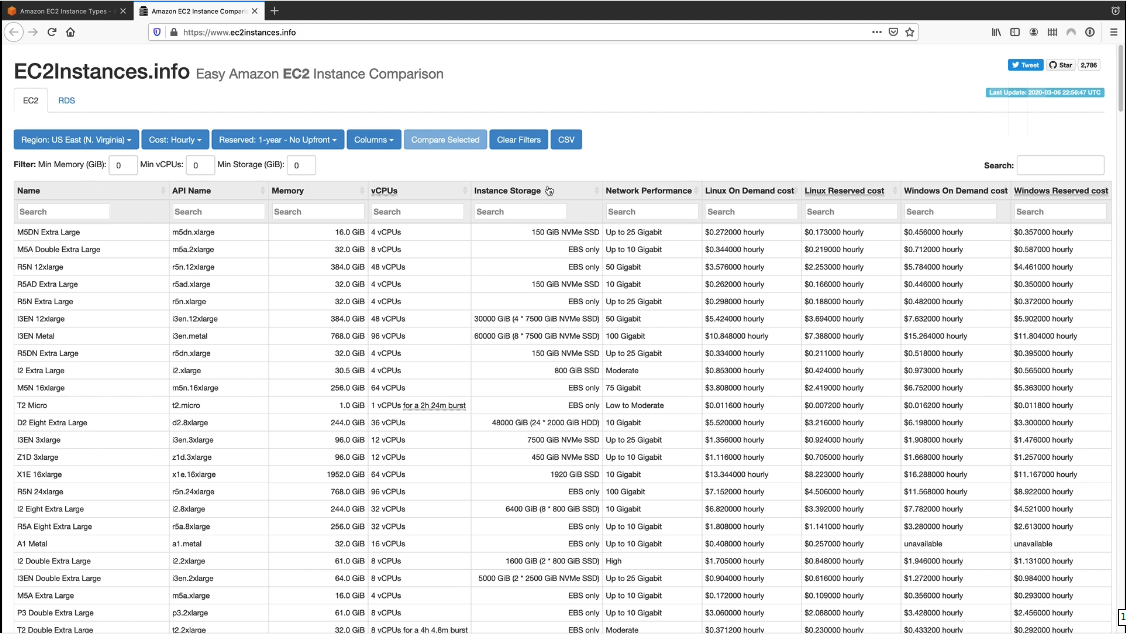 Amazon EC2 Instance Types -
Amazon EC2 Instance Compari
https://www.ec2instances.info
EC2Instances.info Easy Amazon EC2 Instance Comparison
Tweet Star 2,786
EC2 RDS
Last Update: 2020-03-06 22:56:47 UTC
Region: US East (N. Virginia) Cost: Hourly Reserved: 1-year - No Upfront Columns Compare Selected Clear Filters CSV
Filter: Min Memory (GiB): 0 Min vCPUs: 0 Min Storage (GiB): 0 Search:
Name API Name Memory vCPUs Instance Storage Network Performance Linux On Demand cost Linux Reserved cost Windows On Demand cost Windows Reserved cost
Search Search Search Search Search Search Search Search Search Search
M5DN Extra Large m5dn.xlarge 16.0 GiB 4 vCPUs 150 GiB NVMe SSD Up to 25 Gigabit $0.272000 hourly $0.173000 hourly $0.456000 hourly $0.357000 hourly
M5A Double Extra Large m5a.2xlarge 32.0 GiB 8 vCPUs EBS only Up to 10 Gigabit $0.344000 hourly $0.219000 hourly $0.712000 hourly $0.587000 hourly
R5N 12xlarge r5n.12xlarge 384.0 GiB 48 vCPUs EBS only 50 Gigabit $3.576000 hourly $2.253000 hourly $5.784000 hourly $4.461000 hourly
R5AD Extra Large r5ad.xlarge 32.0 GiB 4 vCPUs 150 GiB NVMe SSD 10 Gigabit $0.262000 hourly $0.166000 hourly $0.446000 hourly $0.350000 hourly
R5N Extra Large r5n.xlarge 32.0 GiB 4 vCPUs EBS only Up to 25 Gigabit $0.298000 hourly $0.188000 hourly $0.482000 hourly $0.372000 hourly
I3EN 12xlarge i3en.12xlarge 384.0 GiB 48 vCPUs 30000 GiB (4 * 7500 GiB NVMe SSD) 50 Gigabit $5.424000 hourly $3.694000 hourly $7.632000 hourly $5.902000 hourly
I3EN Metal i3en.metal 768.0 GiB 96 vCPUs 60000 GiB (8 * 7500 GiB NVMe SSD) 100 Gigabit $10.848000 hourly $7.388000 hourly $15.264000 hourly $11.804000 hourly
R5DN Extra Large r5dn.xlarge 32.0 GiB 4 vCPUs 150 GiB NVMe SSD Up to 25 Gigabit $0.334000 hourly $0.211000 hourly $0.518000 hourly $0.395000 hourly
I2 Extra Large i2.xlarge 30.5 GiB 4 vCPUs 800 GiB SSD Moderate $0.853000 hourly $0.424000 hourly $0.973000 hourly $0.565000 hourly
M5N 16xlarge m5n.16xlarge 256.0 GiB 64 vCPUs EBS only 75 Gigabit $3.808000 hourly $2.419000 hourly $6.752000 hourly $5.363000 hourly
T2 Micro t2.micro 1.0 GiB 1 vCPUs for a 2h 24m burst EBS only Low to Moderate $0.011600 hourly $0.007200 hourly $0.016200 hourly $0.011800 hourly
D2 Eight Extra Large d2.8xlarge 244.0 GiB 36 vCPUs 48000 GiB (24 * 2000 GiB HDD) 10 Gigabit $5.520000 hourly $3.216000 hourly $6.198000 hourly $3.300000 hourly
I3EN 3xlarge i3en.3xlarge 96.0 GiB 12 vCPUs 7500 GiB NVMe SSD Up to 25 Gigabit $1.356000 hourly $0.924000 hourly $1.908000 hourly $1.476000 hourly
Z1D 3xlarge z1d.3xlarge 96.0 GiB 12 vCPUs 450 GiB NVMe SSD Up to 10 Gigabit $1.116000 hourly $0.705000 hourly $1.668000 hourly $1.257000 hourly
X1E 16xlarge x1e.16xlarge 1952.0 GiB 64 vCPUs 1920 GiB SSD 10 Gigabit $13.344000 hourly $8.223000 hourly $16.288000 hourly $11.167000 hourly
R5N 24xlarge r5n.24xlarge 768.0 GiB 96 vCPUs EBS only 100 Gigabit $7.152000 hourly $4.506000 hourly $11.568000 hourly $8.922000 hourly
I2 Eight Extra Large i2.8xlarge 244.0 GiB 32 vCPUs 6400 GiB (8 * 800 GiB SSD) 10 Gigabit $6.820000 hourly $3.392000 hourly $7.782000 hourly $4.521000 hourly
R5A Eight Extra Large r5a.8xlarge 256.0 GiB 32 vCPUs EBS only Up to 10 Gigabit $1.808000 hourly $1.141000 hourly $3.280000 hourly $2.613000 hourly
A1 Metal a1.metal 32.0 GiB 16 vCPUs EBS only Up to 10 Gigabit $0.408000 hourly $0.257000 hourly unavailable unavailable
I2 Double Extra Large i2.2xlarge 61.0 GiB 8 vCPUs 1600 GiB (2 * 800 GiB SSD) High $1.705000 hourly $0.848000 hourly $1.946000 hourly $1.131000 hourly
I3EN Double Extra Large i3en.2xlarge 64.0 GiB 8 vCPUs 5000 GiB (2 * 2500 GiB NVMe SSD) Up to 25 Gigabit $0.904000 hourly $0.616000 hourly $1.272000 hourly $0.984000 hourly
M5A Extra Large m5a.xlarge 16.0 GiB 4 vCPUs EBS only Up to 10 Gigabit $0.172000 hourly $0.109000 hourly $0.356000 hourly $0.293000 hourly
P3 Double Extra Large p3.2xlarge 61.0 GiB 8 vCPUs EBS only Up to 10 Gigabit $3.060000 hourly $2.088000 hourly $3.428000 hourly $2.456000 hourly
T2 Double Extra Large t2.2xlarge 32.0 GiB 8 vCPUs for a 4h 4.8m burst EBS only Moderate $0.371200 hourly $0.230000 hourly $0.433200 hourly $0.292000 hourly